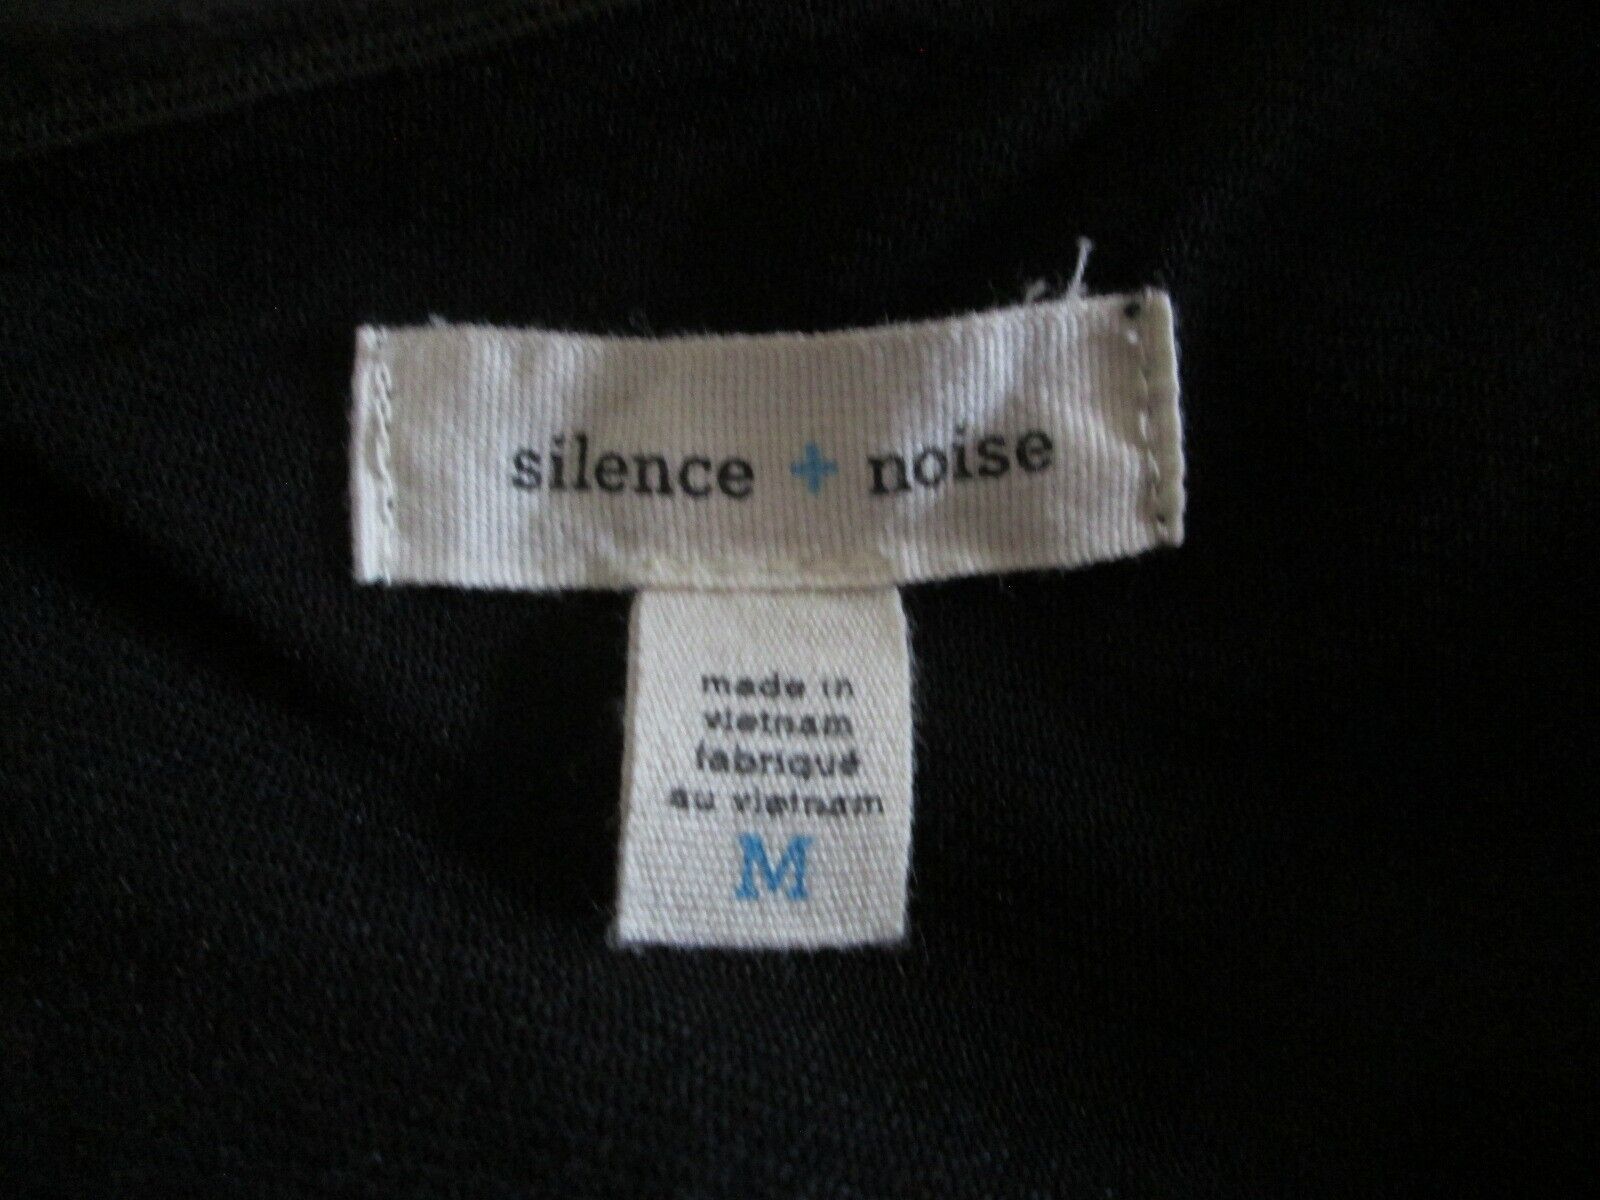 silence + noise
made in
vietnam
fabriqué
au vietnam
M